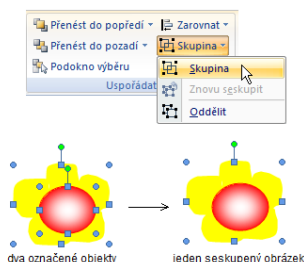 Přenést do popředí Zarovnat
Přenést do pozadí Skupina
Podokno výběru
Uspořádat
Skupina
Znovu seskupit
Oddělit
dva označené objekty jeden seskupený obrázek